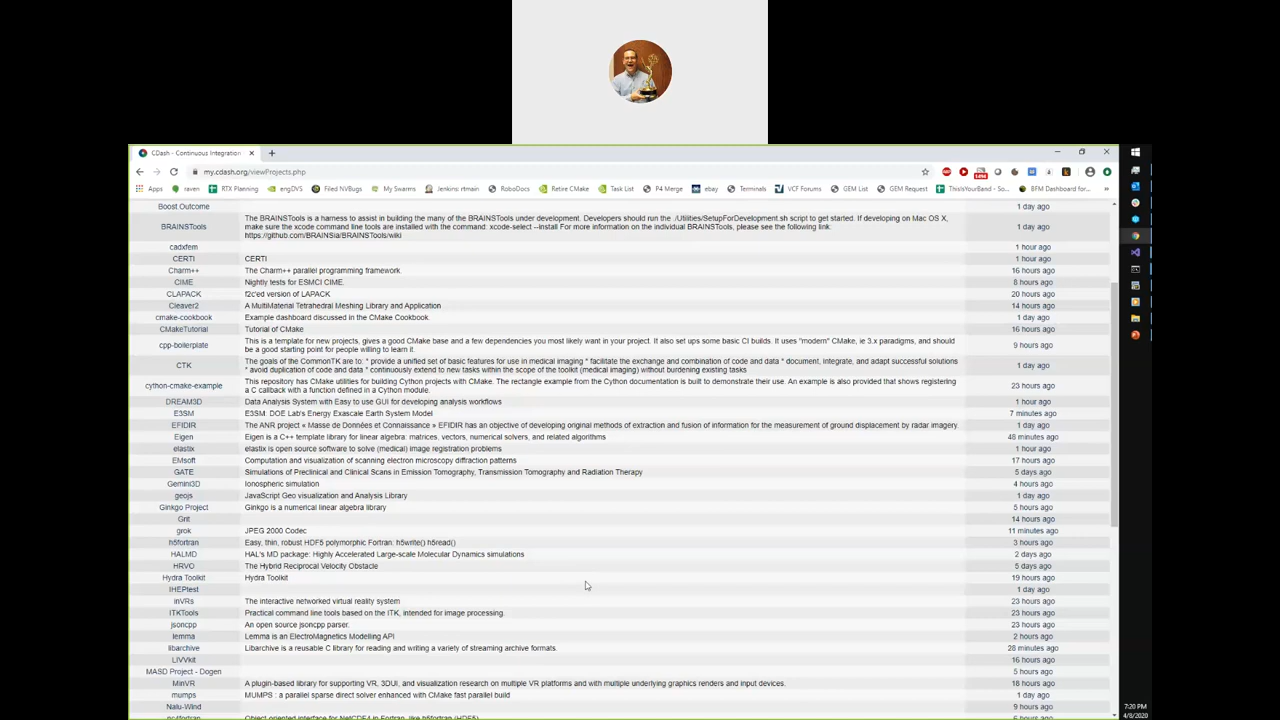 CDash - Continuous Integration
my.cdash.org/viewProjects.php
Apps raven RTX Planning engDVS Filed NVBugs My Swarms Jenkins: rtmain RoboDocs Retire CMake Task List P4 Merge ebay Terminals VCF Forums GEM List GEM Request ThisIsYourBand - So... BFM Dashboard for...
Boost Outcome 1 day ago
The BRAINSTools is a harness to assist in building the many of the BRAINSTools under development. Developers should run the ./Utilities/SetupForDevelopment.sh script to get started. If developing on Mac OS X,
BRAINSTools make sure the xcode command line tools are installed with the command: xcode-select --install For more information on the individual BRAINSTools, please see the following link: 1 day ago
https://github.com/BRAINSia/BRAINSTools/wiki
cadxfem 1 hour ago
CERTI CERTI 1 hour ago
Charm++ The Charm++ parallel programming framework. 16 hours ago
CIME Nightly tests for ESMCI CIME. 8 hours ago
CLAPACK f2c'ed version of LAPACK 20 hours ago
Cleaver2 A MultiMaterial Tetrahedral Meshing Library and Application 14 hours ago
cmake-cookbook Example dashboard discussed in the CMake Cookbook. 1 day ago
CMakeTutorial Tutorial of CMake 16 hours ago
cpp-boilerplate This is a template for new projects, gives a good CMake base and a few dependencies you most likely want in your project. It also set ups some basic CI builds. It uses "modern" CMake, ie 3.x paradigms, and 9 hours ago
should be a good starting point for people willing to learn it.
CTK The goals of the CommonTK are to: * provide a unified set of basic features for use in medical imaging * facilitate the exchange and combination of code and data * document, integrate, and adapt successful solutions 1 day ago
* avoid duplication of code and data * continuously extend to new tasks within the scope of the toolkit (medical imaging) without burdening existing tasks
cython-cmake-example This repository has CMake utilities for building Cython projects with CMake. The rectangle example from the Cython documentation is built to demonstrate their use. An example is also provided that shows registering 23 hours ago
a C callback with a function defined in a Cython module.
DREAM3D Data Analysis System with Easy to use GUI for developing analysis workflows 1 hour ago
E3SM E3SM DOE Lab's Energy Exascale Earth System Model 7 minutes ago
EFIDIR The ANR project « Masse de Données et Connaissance » EFIDIR has an objective of developing original methods of extraction and fusion of information for the measurement of ground displacement by radar imagery. 1 day ago
Eigen Eigen is a C++ template library for linear algebra: matrices, vectors, numerical solvers, and related algorithms 48 minutes ago
elastix elastix is open source software to solve (medical) image registration problems 1 hour ago
EMsoft Computation and visualization of scanning electron microscopy diffraction patterns 17 hours ago
GATE Simulations of Preclinical and Clinical Scans in Emission Tomography, Transmission Tomography and Radiation Therapy 5 days ago
Gemini3D Ionospheric simulation 4 hours ago
geojs JavaScript Geo visualization and Analysis Library 1 day ago
Ginkgo Project Ginkgo is a numerical linear algebra library 5 hours ago
Grit 14 hours ago
grok JPEG 2000 Codec 11 minutes ago
h5fortran Easy, thin, robust HDF5 polymorphic Fortran: h5write() h5read() 3 hours ago
HALMD HAL's MD package: Highly Accelerated Large-scale Molecular Dynamics simulations 2 days ago
HRVO The Hybrid Reciprocal Velocity Obstacle 5 days ago
Hydra Toolkit Hydra Toolkit 19 hours ago
IHEPtest 1 day ago
inVRs The interactive networked virtual reality system 23 hours ago
ITKTools Practical command line tools based on the ITK, intended for image processing. 23 hours ago
jsoncpp An open source jsoncpp parser. 23 hours ago
lemma Lemma is an ElectroMagnetics Modelling API 2 hours ago
libarchive Libarchive is a reusable C library for reading and writing a variety of streaming archive formats. 28 minutes ago
LIVVkit 16 hours ago
MASD Project - Dogen 5 hours ago
MinVR A plugin-based library for supporting VR, 3DUI, and visualization research on multiple VR platforms and with multiple underlying graphics renders and input devices. 18 hours ago
mumps MUMPS : a parallel sparse direct solver enhanced with CMake fast parallel build 1 day ago
Nalu-Wind 9 hours ago
nc4fortran Object-oriented interface for NetCDF4 in Fortran, like h5fortran (HDF5) 6 hours ago
7:20 PM
4/8/2020